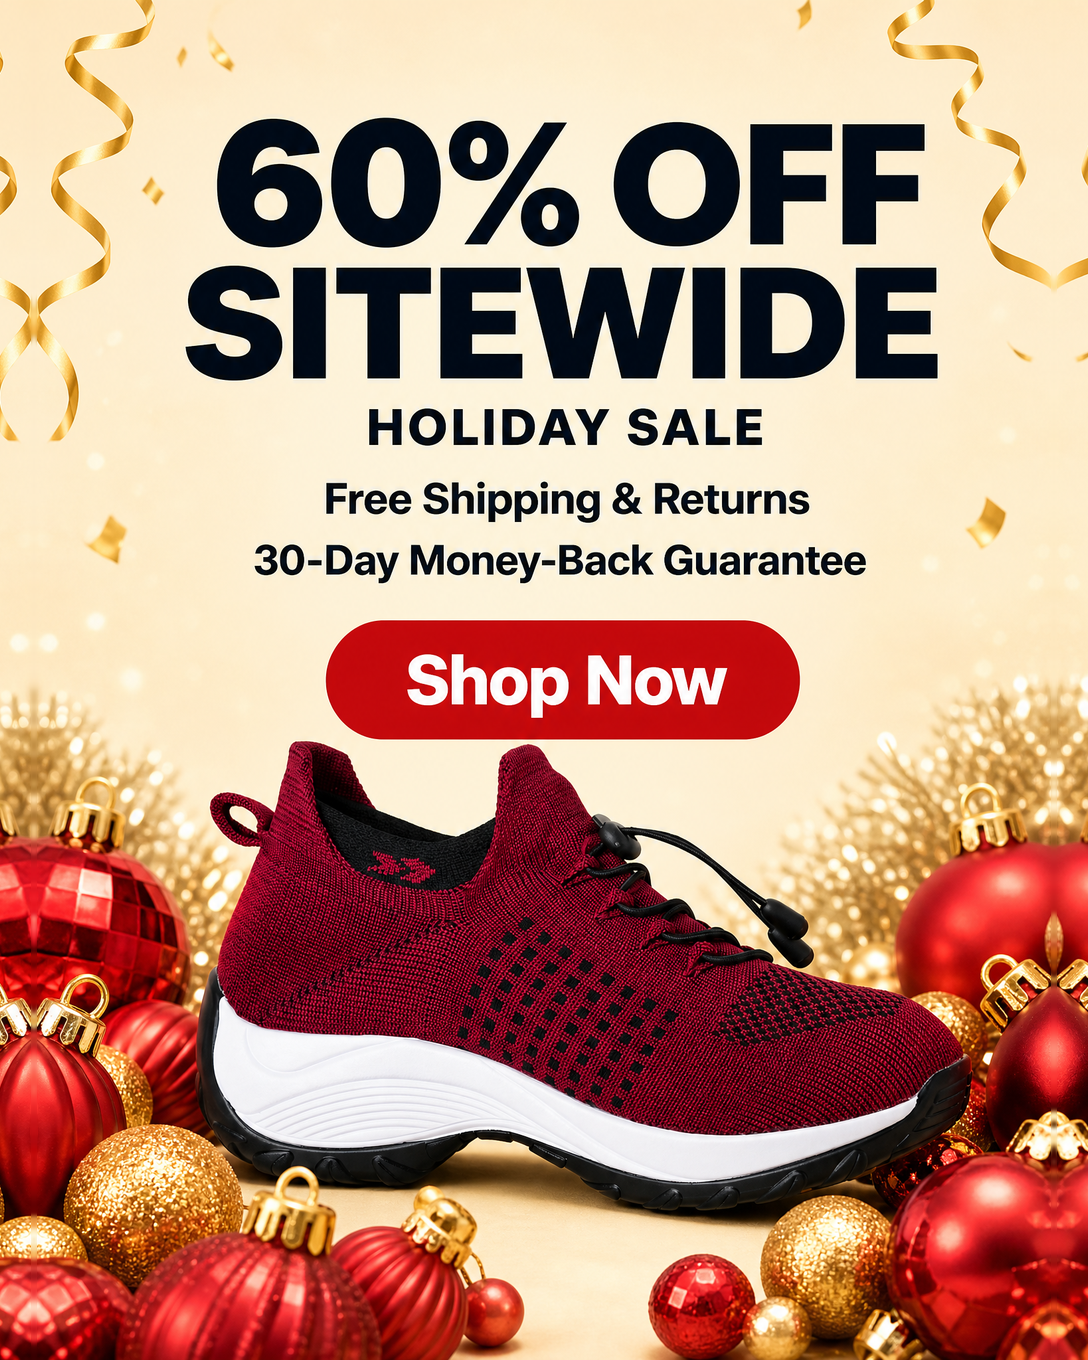 60% OFF
SITEWIDE
HOLIDAY SALE
Free Shipping & Returns
30-Day Money-Back Guarantee
Shop Now